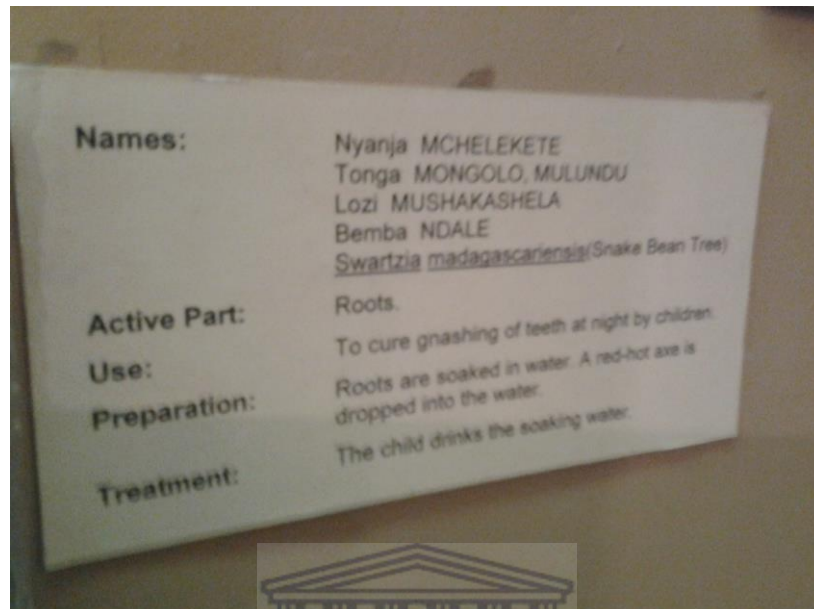 Names: Nyanja MCHELEKETE
Tonga MONGOLO, MULUNDU
Lozi MUSHAKASHELA
Bemba NDALE
Swartzia madagascariensis(Snake Bean Tree)
Active Part: Roots.
Use: To cure gnashing of teeth at night by children.
Preparation: Roots are soaked in water. A red-hot axe is
dropped into the water.
Treatment: The child drinks the soaking water.